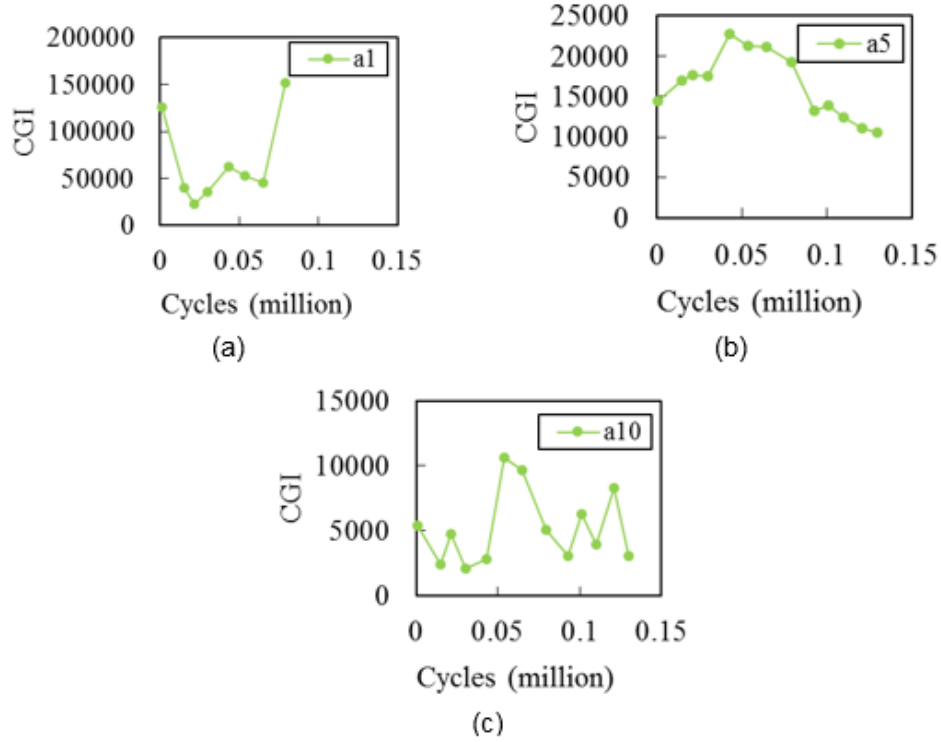 200000
150000
100000
50000
0
CGI
a1
0 0.05 0.1 0.15
Cycles (million)
(a)
25000
20000
15000
10000
5000
0
CGI
a5
0 0.05 0.1 0.15
Cycles (million)
(b)
15000
10000
5000
0
CGI
a10
0 0.05 0.1 0.15
Cycles (million)
(c)